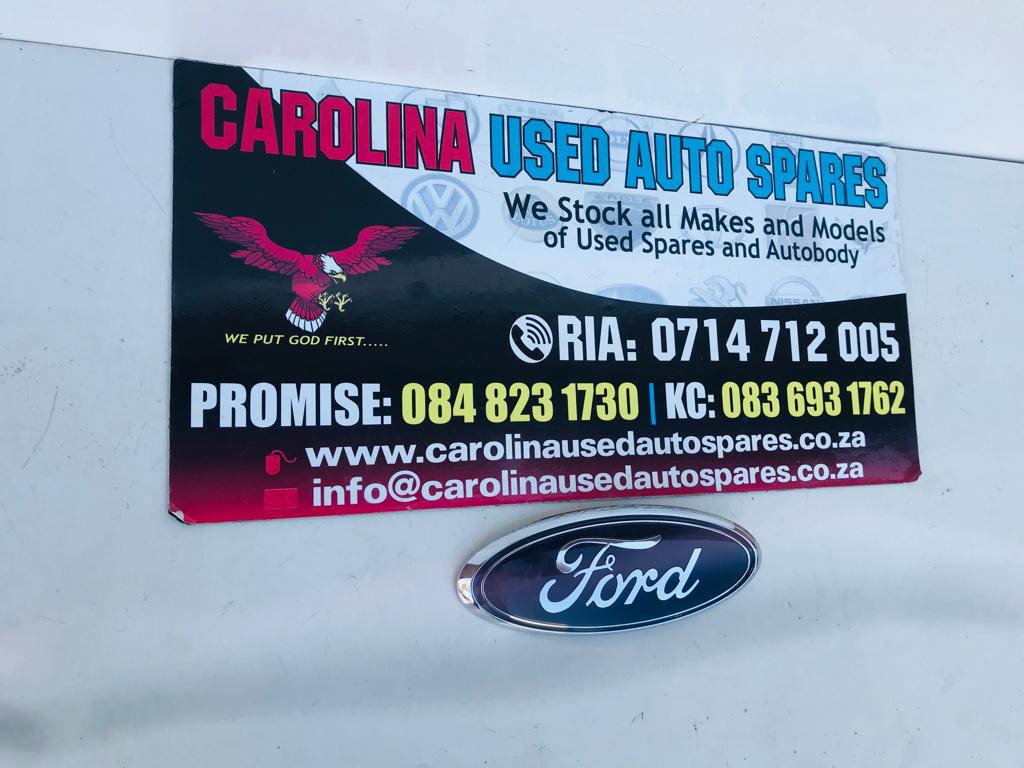 CAROLINA USED AUTO SPARES
We Stock all Makes and Models
of Used Spares and Autobody
NISSAN
WE PUT GOD FIRST.....
RIA: 0714 712 005
PROMISE: 084 823 1730 | KC: 083 693 1762
www.carolinausedautospares.co.za
info@carolinausedautospares.co.za
Ford